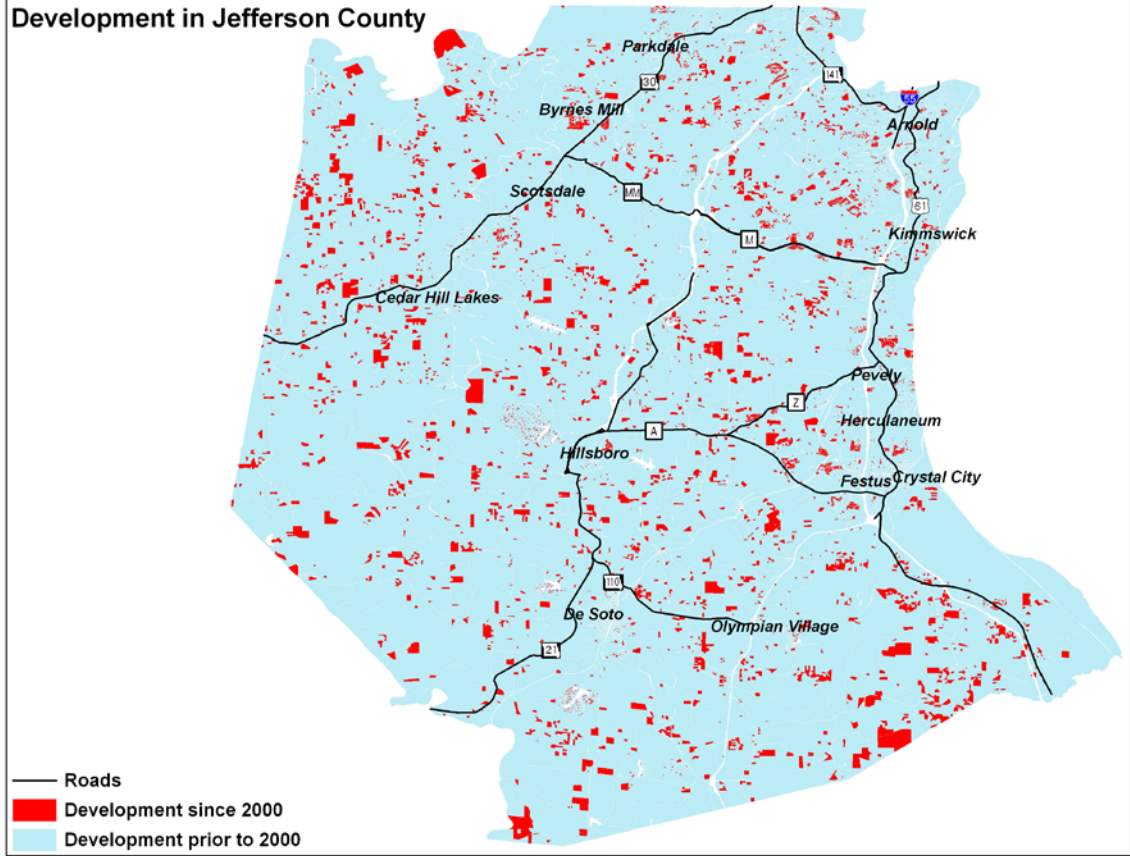 Development in Jefferson County
Parkdale
141
30
55
Byrnes Mill
Arnold
Scotsdale
MM
61
M
Kimmswick
Cedar Hill Lakes
Pevely
Z
Herculaneum
A
Hillsboro
Festus
Crystal City
110
De Soto
Olympian Village
21
Roads
Development since 2000
Development prior to 2000